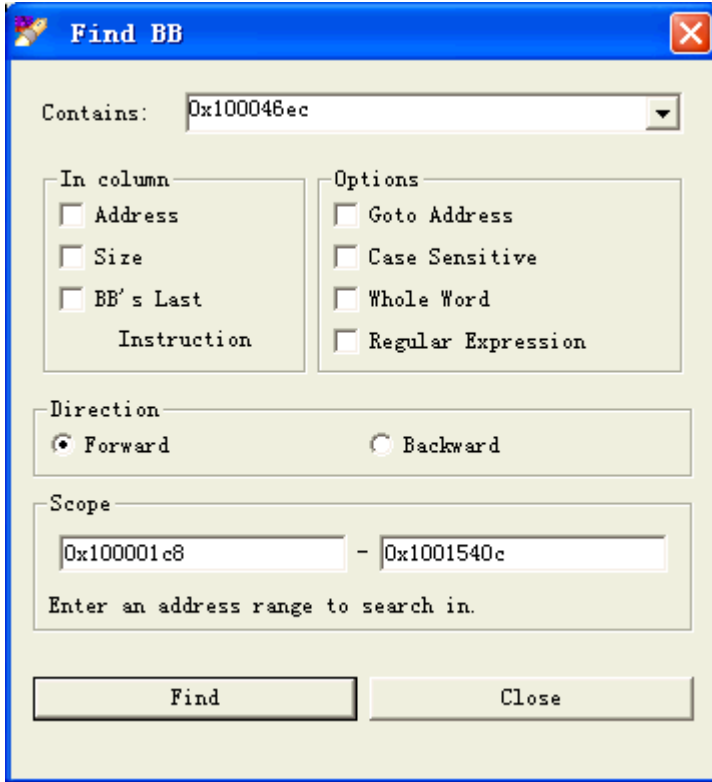 Find BB
Contains: 0x100046ec
In column
Address
Size
BB's Last
Instruction
Options
Goto Address
Case Sensitive
Whole Word
Regular Expression
Direction
Forward Backward
Scope
0x100001c8 - 0x1001540c
Enter an address range to search in.
Find Close